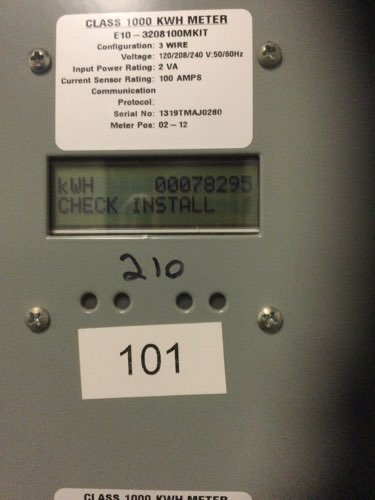 CLASS 1000 KWH METER
E10-3208100MKIT
Configuration: 3 WIRE
Voltage: 120/208/240 V:50/60Hz
Input Power Rating: 2 VA
Current Sensor Rating: 100 AMPS
Communication
Protocol:
Serial No: 1319TMAJ0280
Meter Pos: 02-12
kWH 00078295
CHECK INSTALL
210
101
CLASS 1000 KWH METER